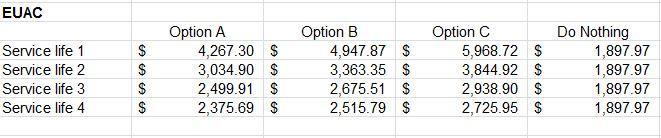 EUAC
Option A Option B Option C Do Nothing
Service life 1 $ 4,267.30 $ 4,947.87 $ 5,968.72 $ 1,897.97
Service life 2 $ 3,034.90 $ 3,363.35 $ 3,844.92 $ 1,897.97
Service life 3 $ 2,499.91 $ 2,675.51 $ 2,938.90 $ 1,897.97
Service life 4 $ 2,375.69 $ 2,515.79 $ 2,725.95 $ 1,897.97